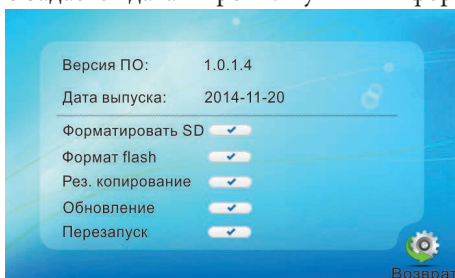 Версия ПО: 1.0.1.4
Дата выпуска: 2014-11-20
Форматировать SD
Формат flash
Рез. копирование
Обновление
Перезапуск
Возврат